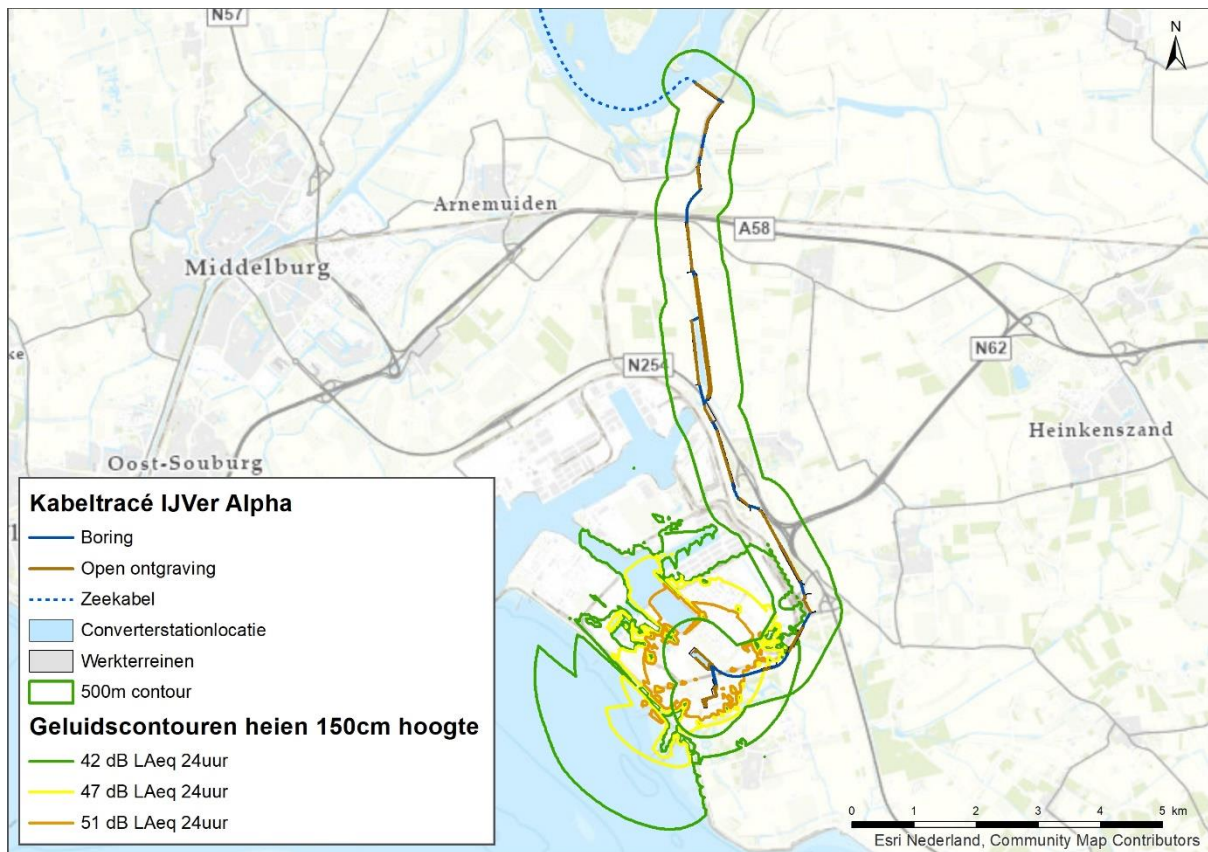 N57
N
Arnemuiden
A58
Middelburg
N62
N254
Heinkenszand
Oost-Souburg
Kabeltracé IJVer Alpha
Boring
Open ontgraving
Zeekabel
Converterstationlocatie
Werkterreinen
500m contour
Geluidscontouren heien 150cm hoogte
42 dB LAeq 24uur
47 dB LAeq 24uur
51 dB LAeq 24uur
0 1 2 3 4 5 km
Esri Nederland, Community Map Contributors